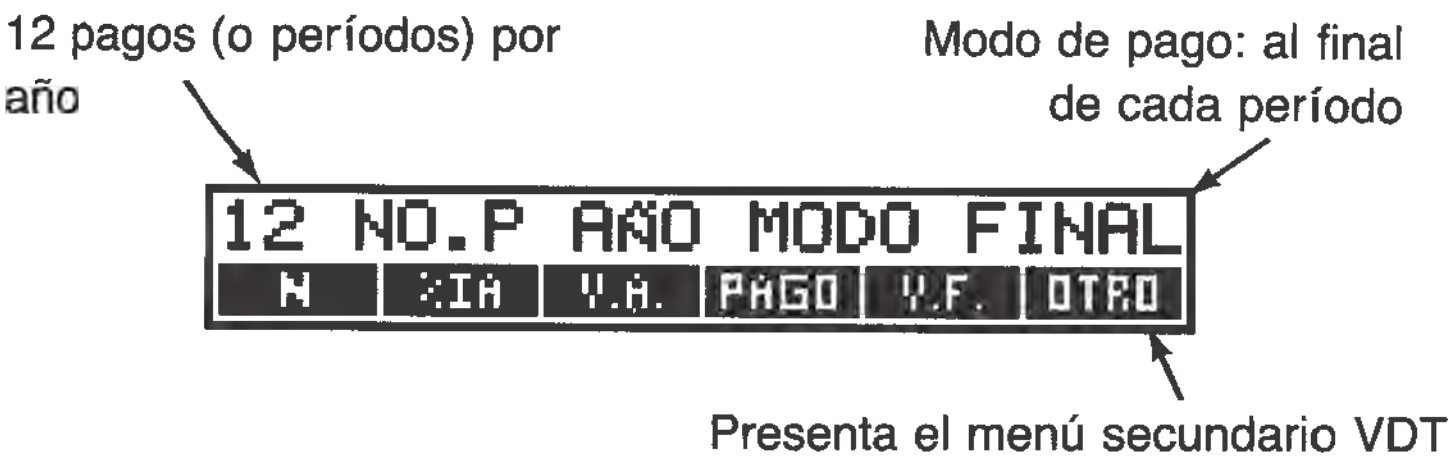 12 pagos (o períodos) por
año
Modo de pago: al final
de cada período
12 NO.P AÑO MODO FINAL
N %IA V.A. PAGO V.F. OTRO
Presenta el menú secundario VDT